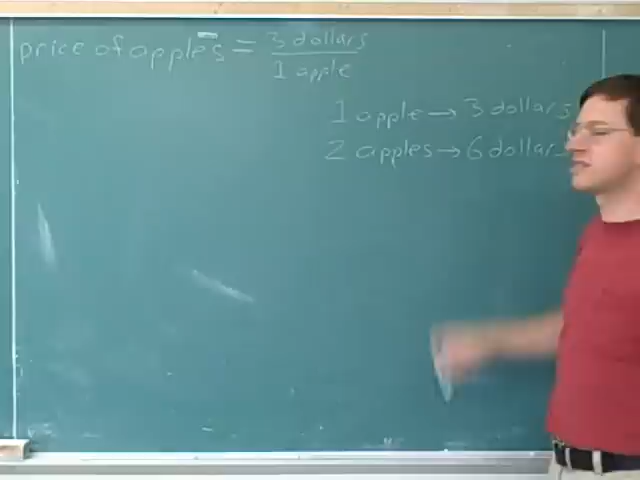 price of apples = 3 dollars / 1 apple
1 apple → 3 dollars
2 apples → 6 dollars